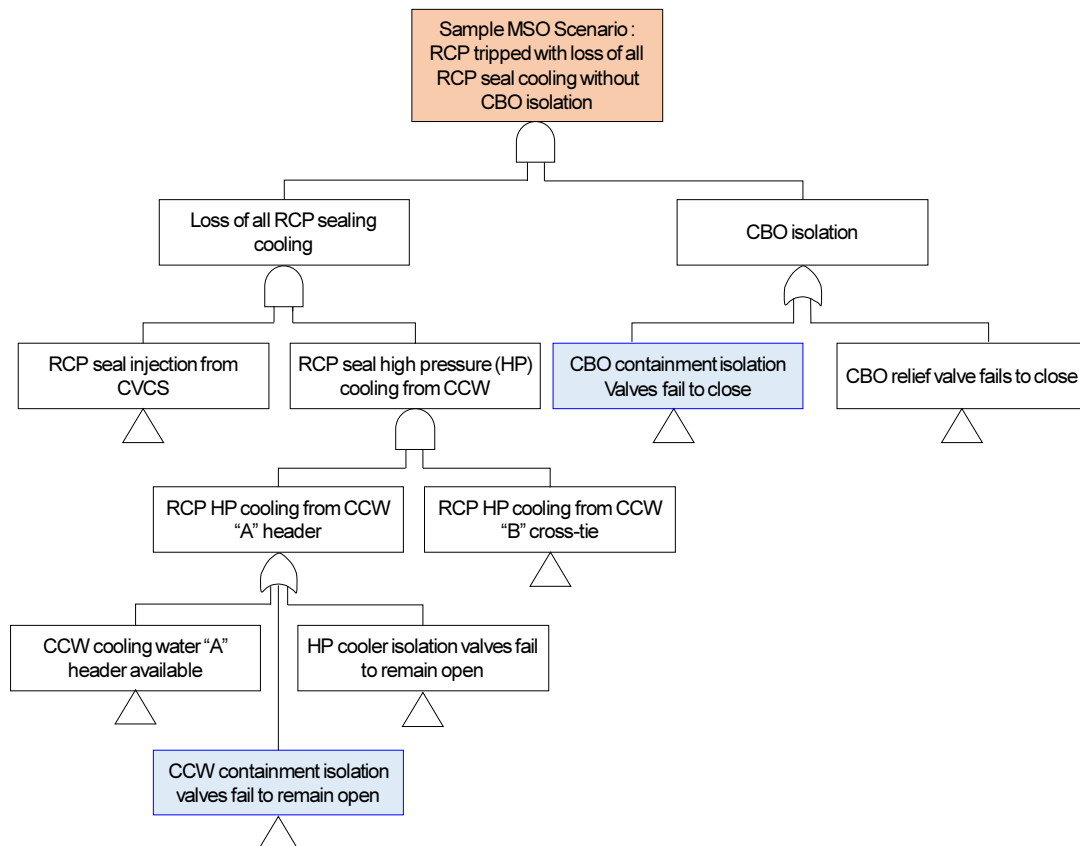 Sample MSO Scenario :
RCP tripped with loss of all
RCP seal cooling without
CBO isolation
Loss of all RCP sealing
cooling
CBO isolation
RCP seal injection from
CVCS
RCP seal high pressure (HP)
cooling from CCW
CBO containment isolation
Valves fail to close
CBO relief valve fails to close
RCP HP cooling from CCW
“A” header
RCP HP cooling from CCW
“B” cross-tie
CCW cooling water “A”
header available
HP cooler isolation valves fail
to remain open
CCW containment isolation
valves fail to remain open